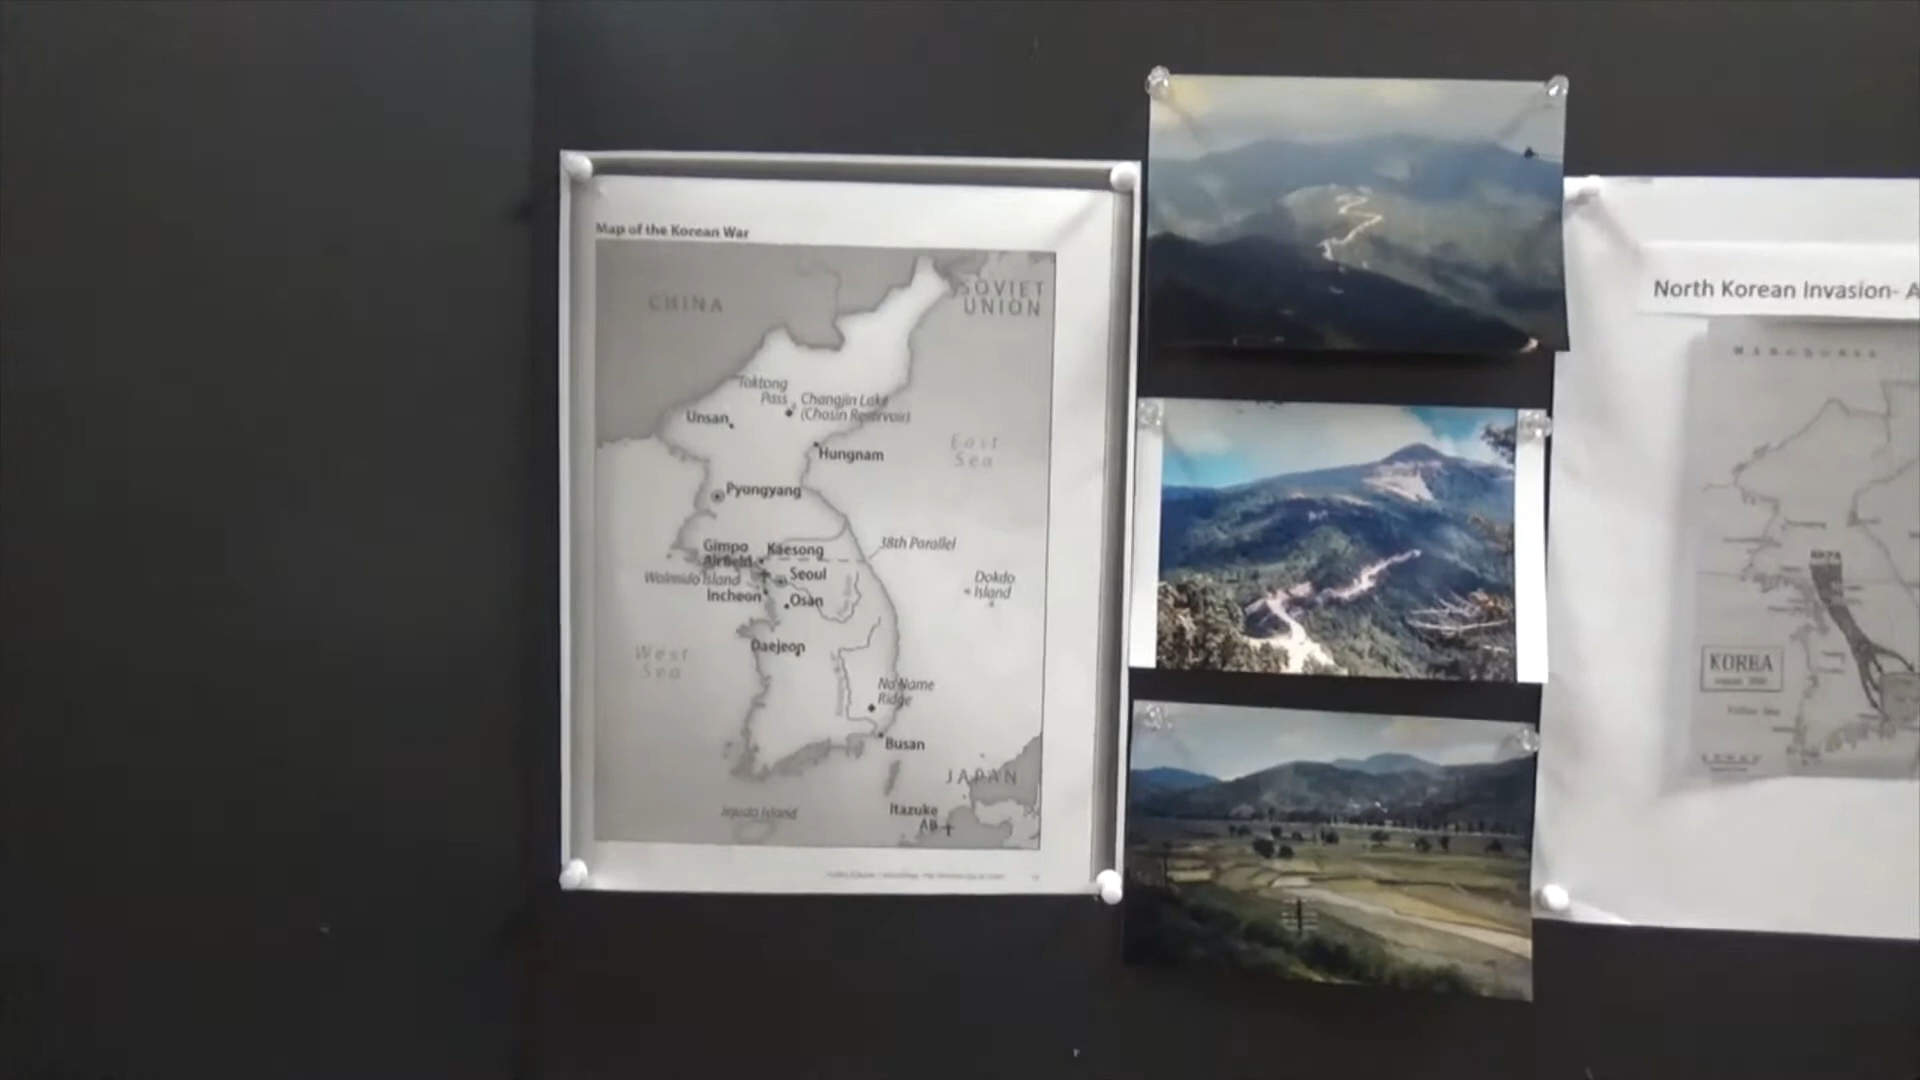 Map of the Korean War
CHINA
SOVIET
UNION
Toktong
Pass
Changjin Lake
(Chosin Reservoir)
Unsan
East
Sea
Hungnam
Pyongyang
38th Parallel
Gimpo
Airfield
Kaesong
Wolmido Island
Seoul
Dokdo
Island
Incheon
Osan
Daejeon
West
Sea
No Name
Ridge
Busan
JAPAN
Jejudo Island
Itazuke
AB
North Korean Invasion- A
KOREA